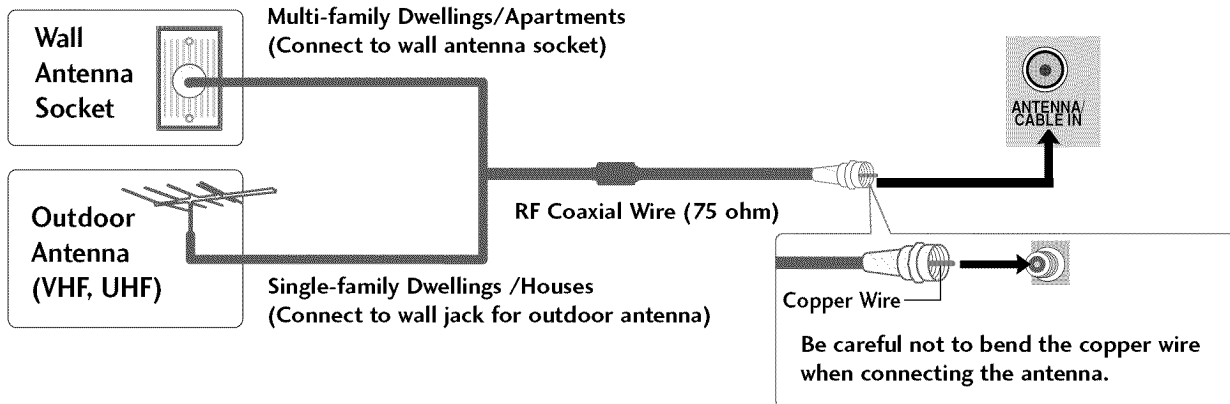 Wall
Antenna
Socket
Multi-family Dwellings/Apartments
(Connect to wall antenna socket)
ANTENNA/
CABLE IN
Outdoor
Antenna
(VHF, UHF)
RF Coaxial Wire (75 ohm)
Single-family Dwellings /Houses
(Connect to wall jack for outdoor antenna)
Copper Wire
Be careful not to bend the copper wire
when connecting the antenna.